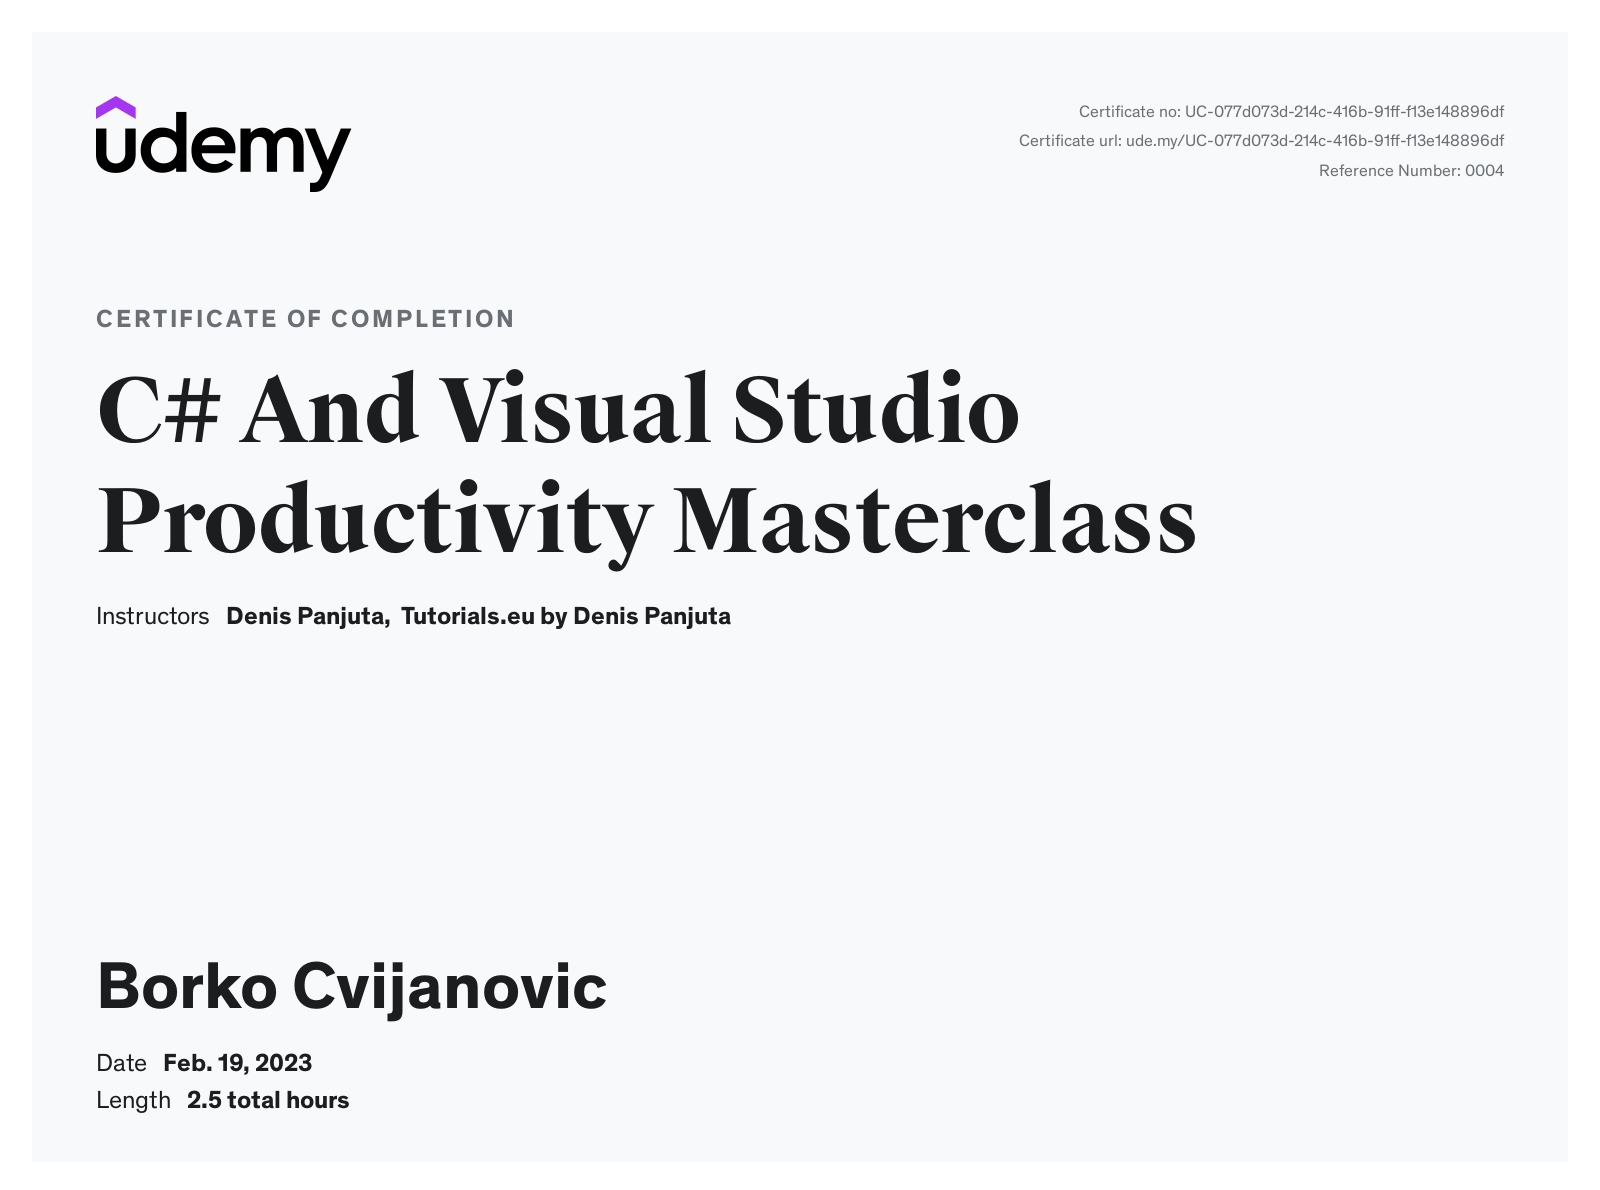 udemy
Certificate no: UC-077d073d-214c-416b-91ff-f13e148896df
Certificate url: ude.my/UC-077d073d-214c-416b-91ff-f13e148896df
Reference Number: 0004
CERTIFICATE OF COMPLETION
C# And Visual Studio
Productivity Masterclass
Instructors Denis Panjuta, Tutorials.eu by Denis Panjuta
Borko Cvijanovic
Date Feb. 19, 2023
Length 2.5 total hours